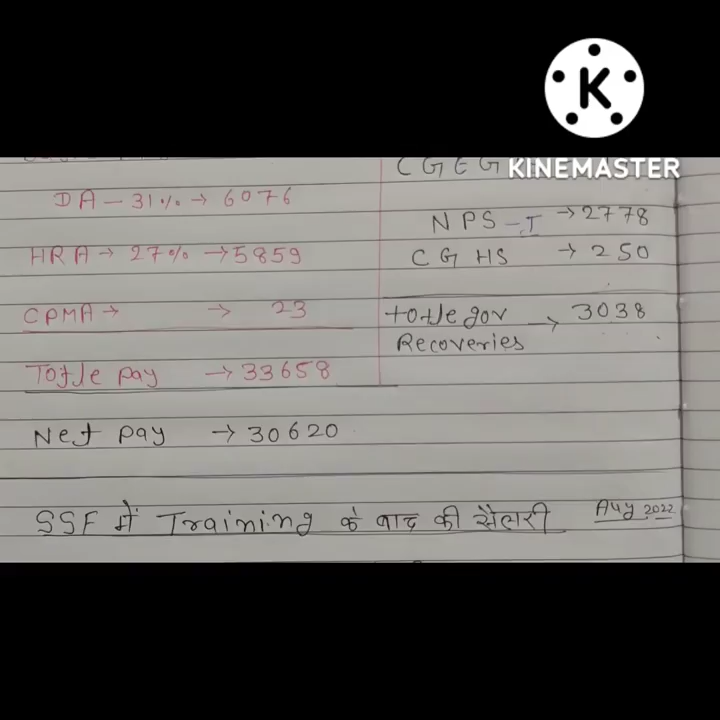 K
KINEMASTER
C G E G
DA - 31% → 6076
NPS - I → 2778
HRA → 27% → 5859
CGHS → 250
CPMA → → 23
totle gov → 3038
Recoveries
Totle pay → 33658
Net pay → 30620
SSF में Training के बाद की सैलरी Aug 2022